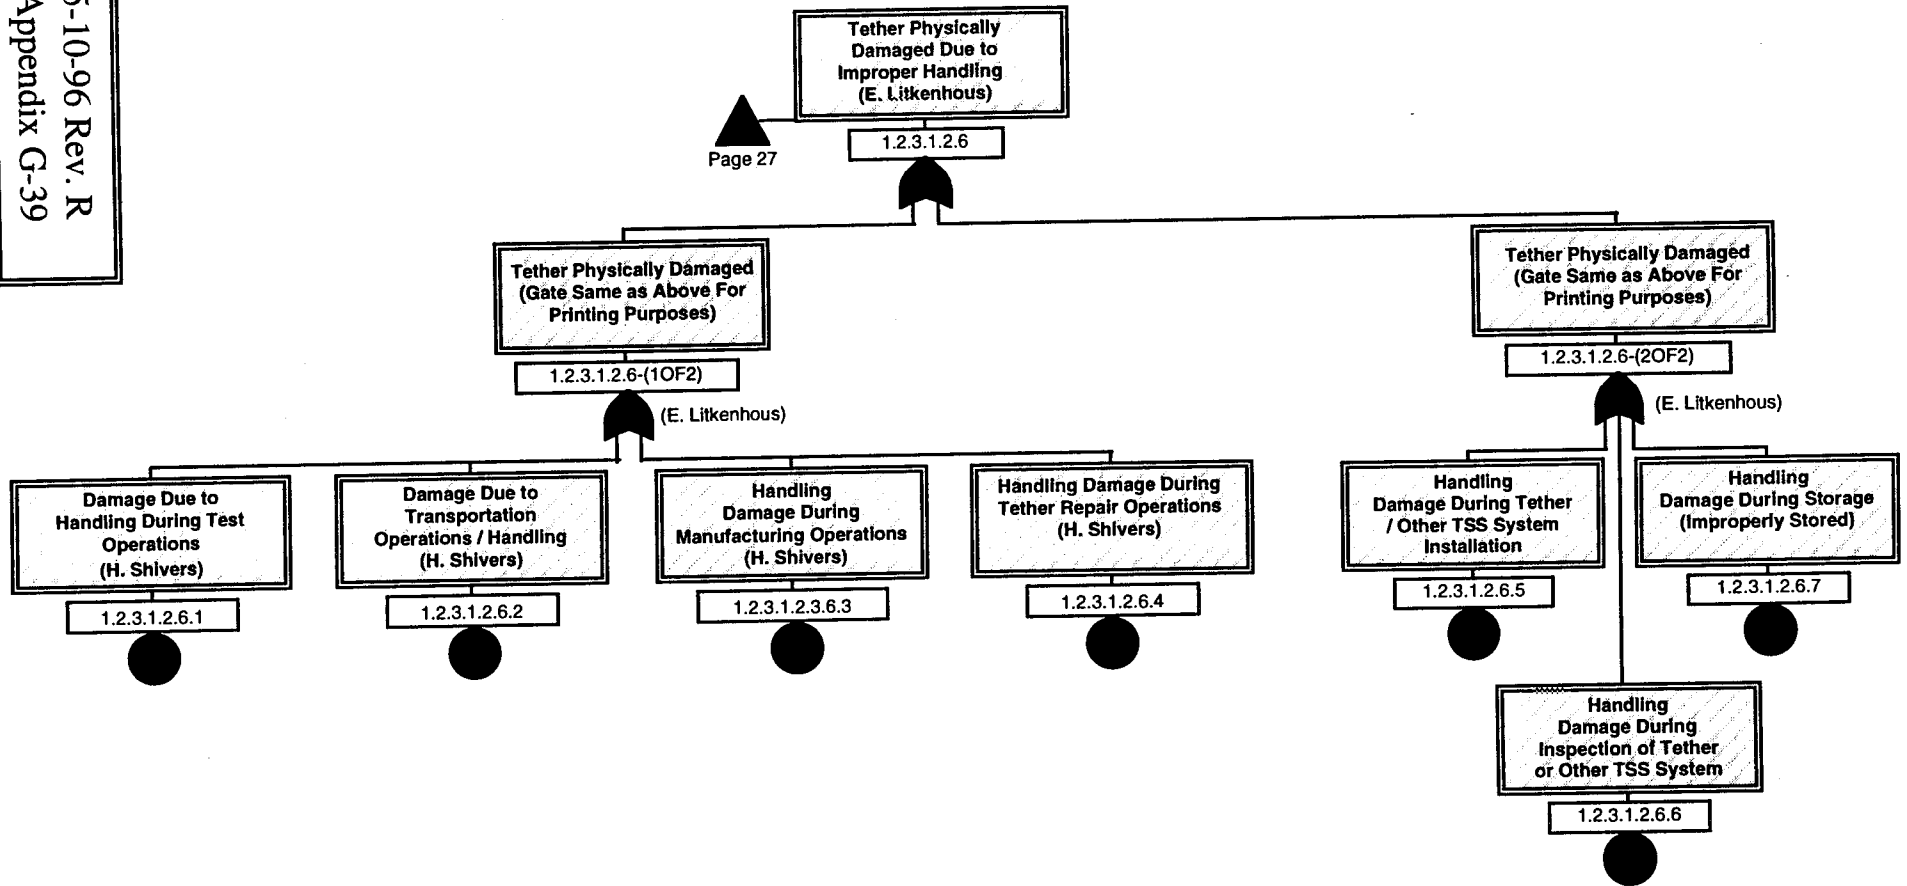 5-10-96 Rev. R
Appendix G-39
Tether Physically
Damaged Due to
Improper Handling
(E. Litkenhous)
Page 27
1.2.3.1.2.6
Tether Physically Damaged
(Gate Same as Above For
Printing Purposes)
1.2.3.1.2.6-(1OF2)
(E. Litkenhous)
Tether Physically Damaged
(Gate Same as Above For
Printing Purposes)
1.2.3.1.2.6-(2OF2)
(E. Litkenhous)
Damage Due to
Handling During Test
Operations
(H. Shivers)
1.2.3.1.2.6.1
Damage Due to
Transportation
Operations / Handling
(H. Shivers)
1.2.3.1.2.6.2
Handling
Damage During
Manufacturing Operations
(H. Shivers)
1.2.3.1.2.3.6.3
Handling Damage During
Tether Repair Operations
(H. Shivers)
1.2.3.1.2.6.4
Handling
Damage During Tether
/ Other TSS System
Installation
1.2.3.1.2.6.5
Handling
Damage During Storage
(Improperly Stored)
1.2.3.1.2.6.7
Handling
Damage During
Inspection of Tether
or Other TSS System
1.2.3.1.2.6.6